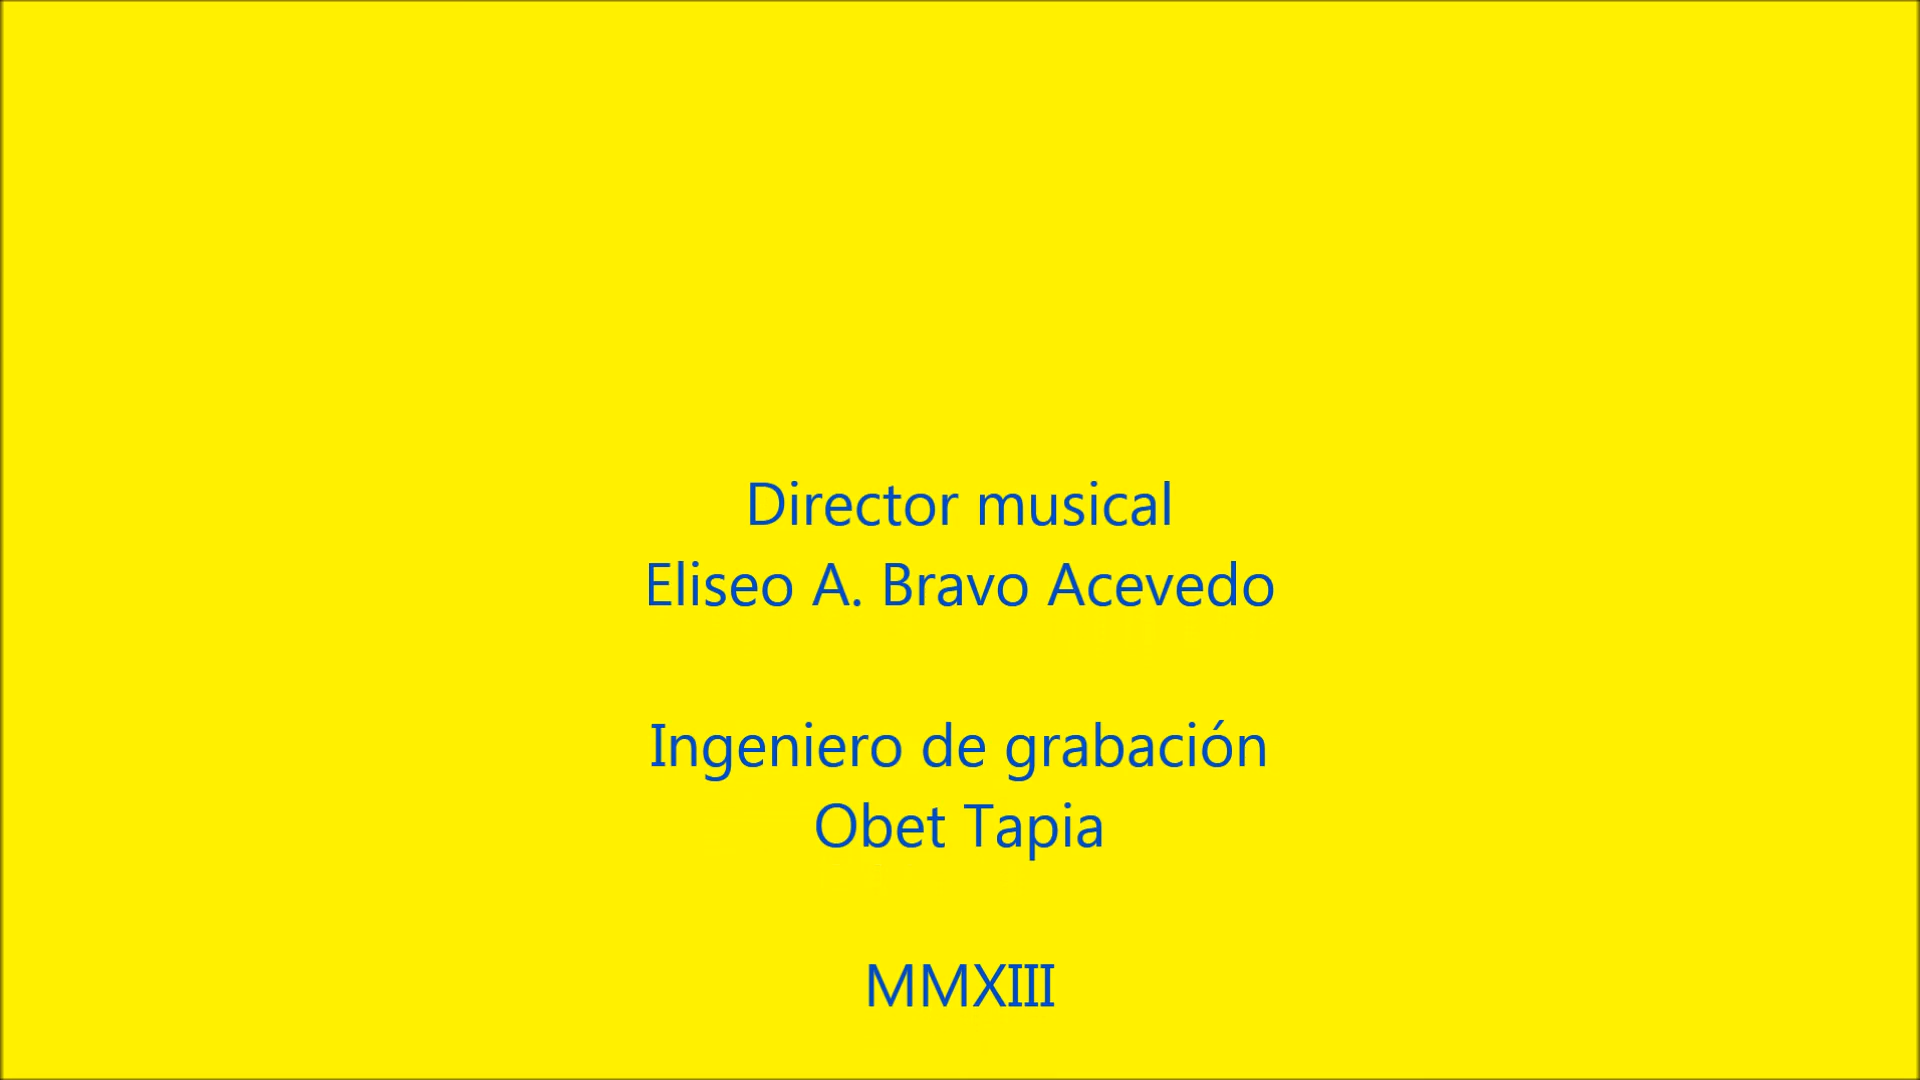 Director musical
Eliseo A. Bravo Acevedo
Ingeniero de grabación
Obet Tapia
MMXIII